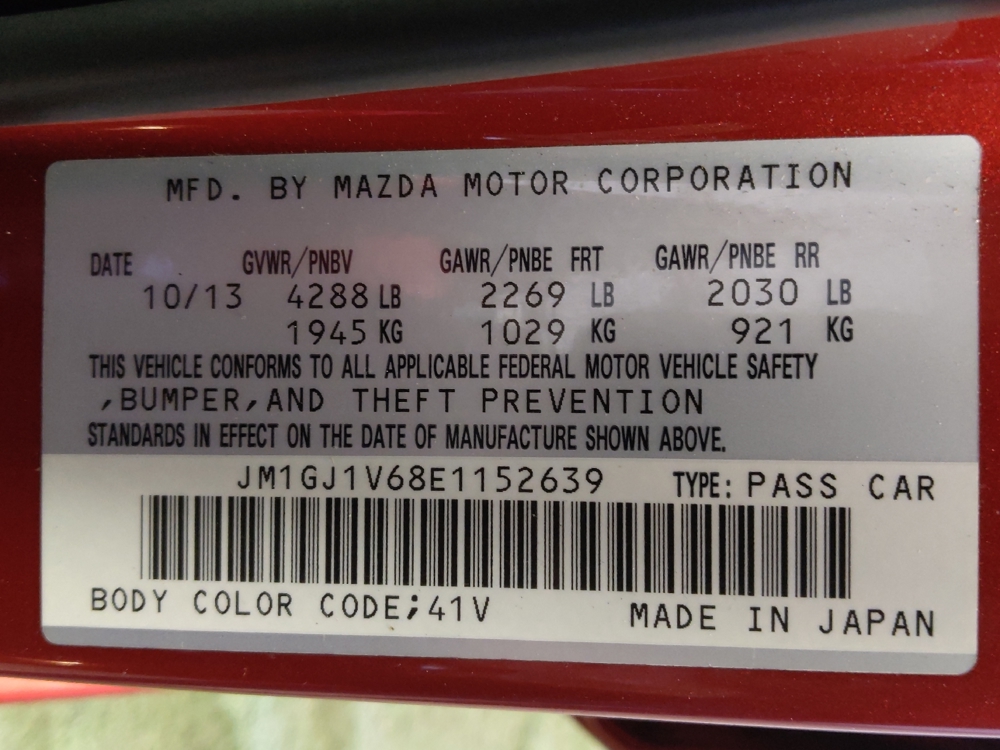 MFD. BY MAZDA MOTOR CORPORATION
DATE GVWR/PNBV GAWR/PNBE FRT GAWR/PNBE RR
10/13 4288 LB 2269 LB 2030 LB
1945 KG 1029 KG 921 KG
THIS VEHICLE CONFORMS TO ALL APPLICABLE FEDERAL MOTOR VEHICLE SAFETY
,BUMPER,AND THEFT PREVENTION
STANDARDS IN EFFECT ON THE DATE OF MANUFACTURE SHOWN ABOVE.
JM1GJ1V68E1152639 TYPE: PASS CAR
BODY COLOR CODE;41V MADE IN JAPAN